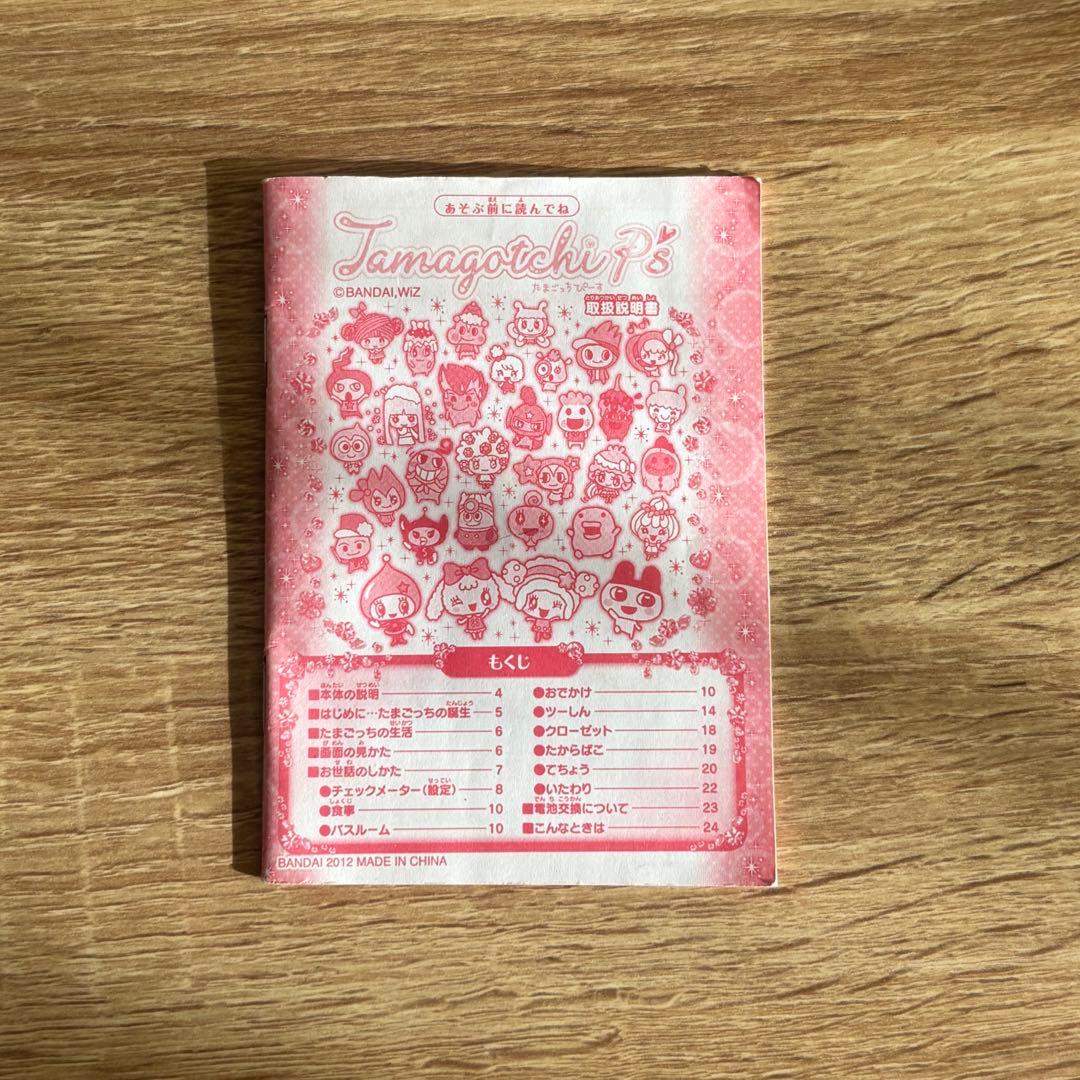 あそぶ前に読んでね
Tamagotchi P's
たまごっちぴーす
©BANDAI,WiZ
取扱説明書
もくじ
■本体の説明 4
■はじめに…たまごっちの誕生 5
■たまごっちの生活 6
■画面の見かた 6
■お世話のしかた 7
●チェックメーター(設定) 8
●食事 10
●バスルーム 10
●おでかけ 10
●ツーしん 14
●クローゼット 18
●たからばこ 19
●てちょう 20
●いたわり 22
■電池交換について 23
■こんなときは 24
BANDAI 2012 MADE IN CHINA